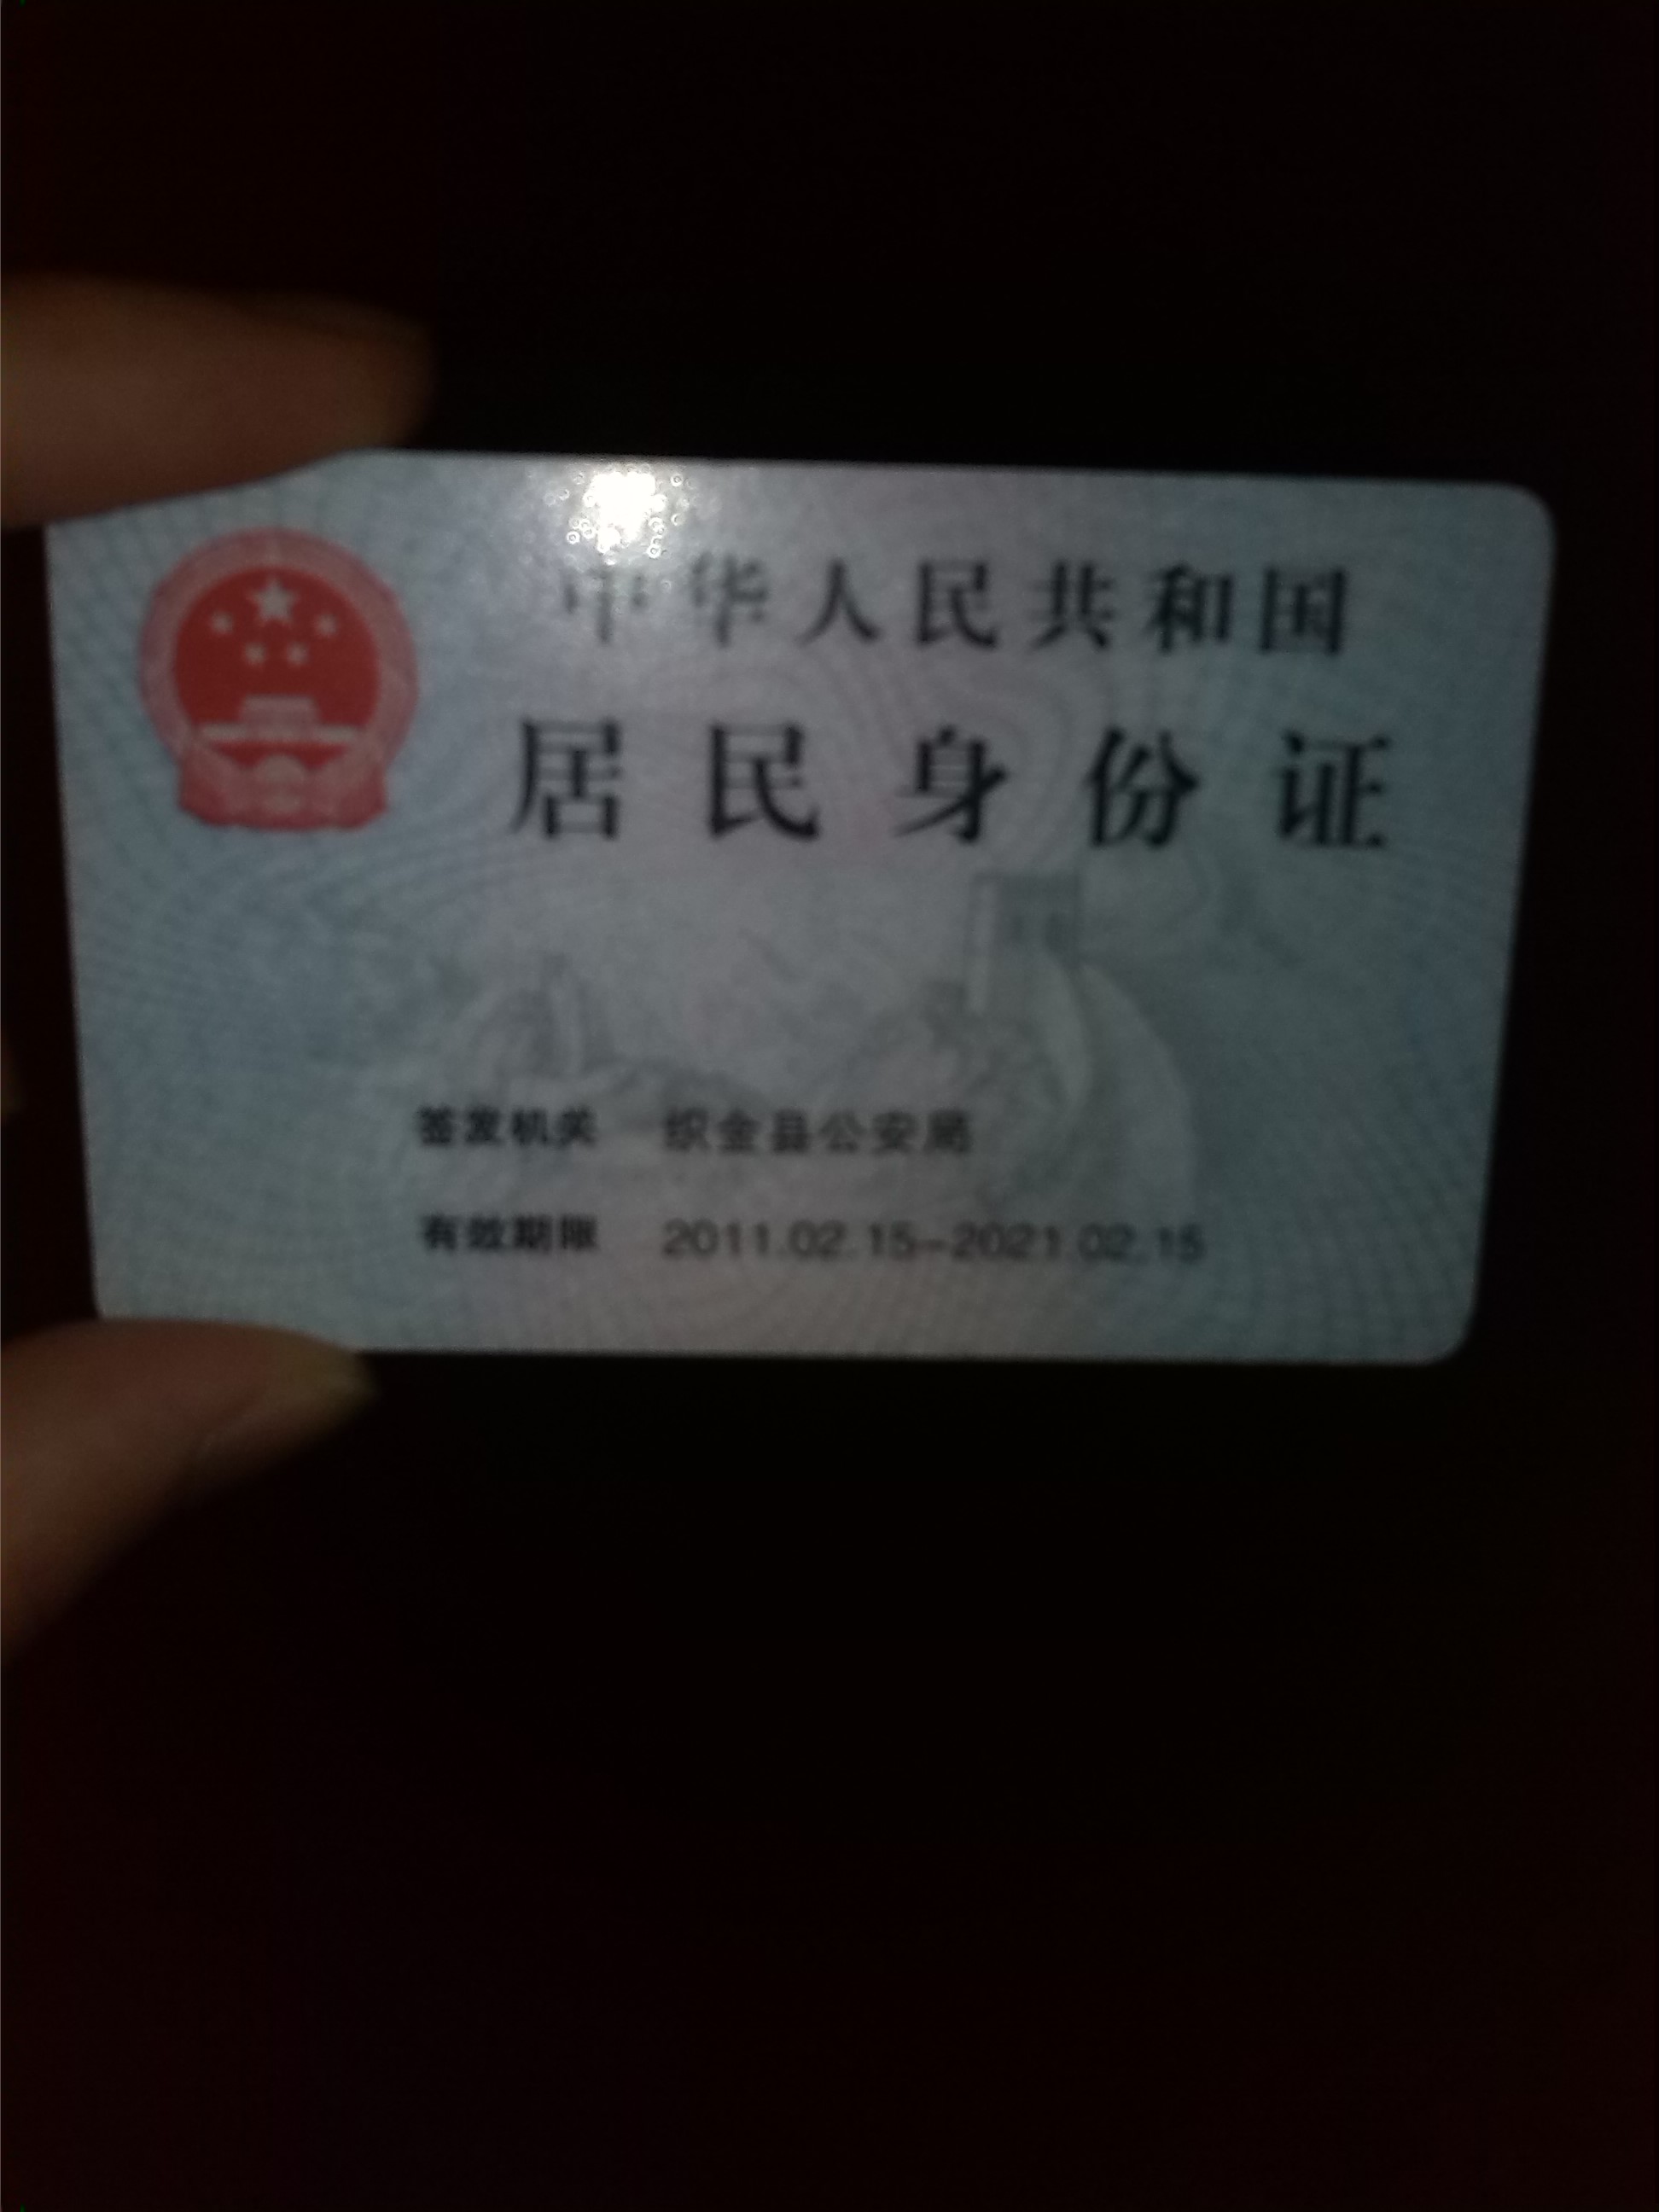 中华人民共和国
居民身份证
签发机关 织金县公安局
有效期限 2011.02.15-2021.02.15